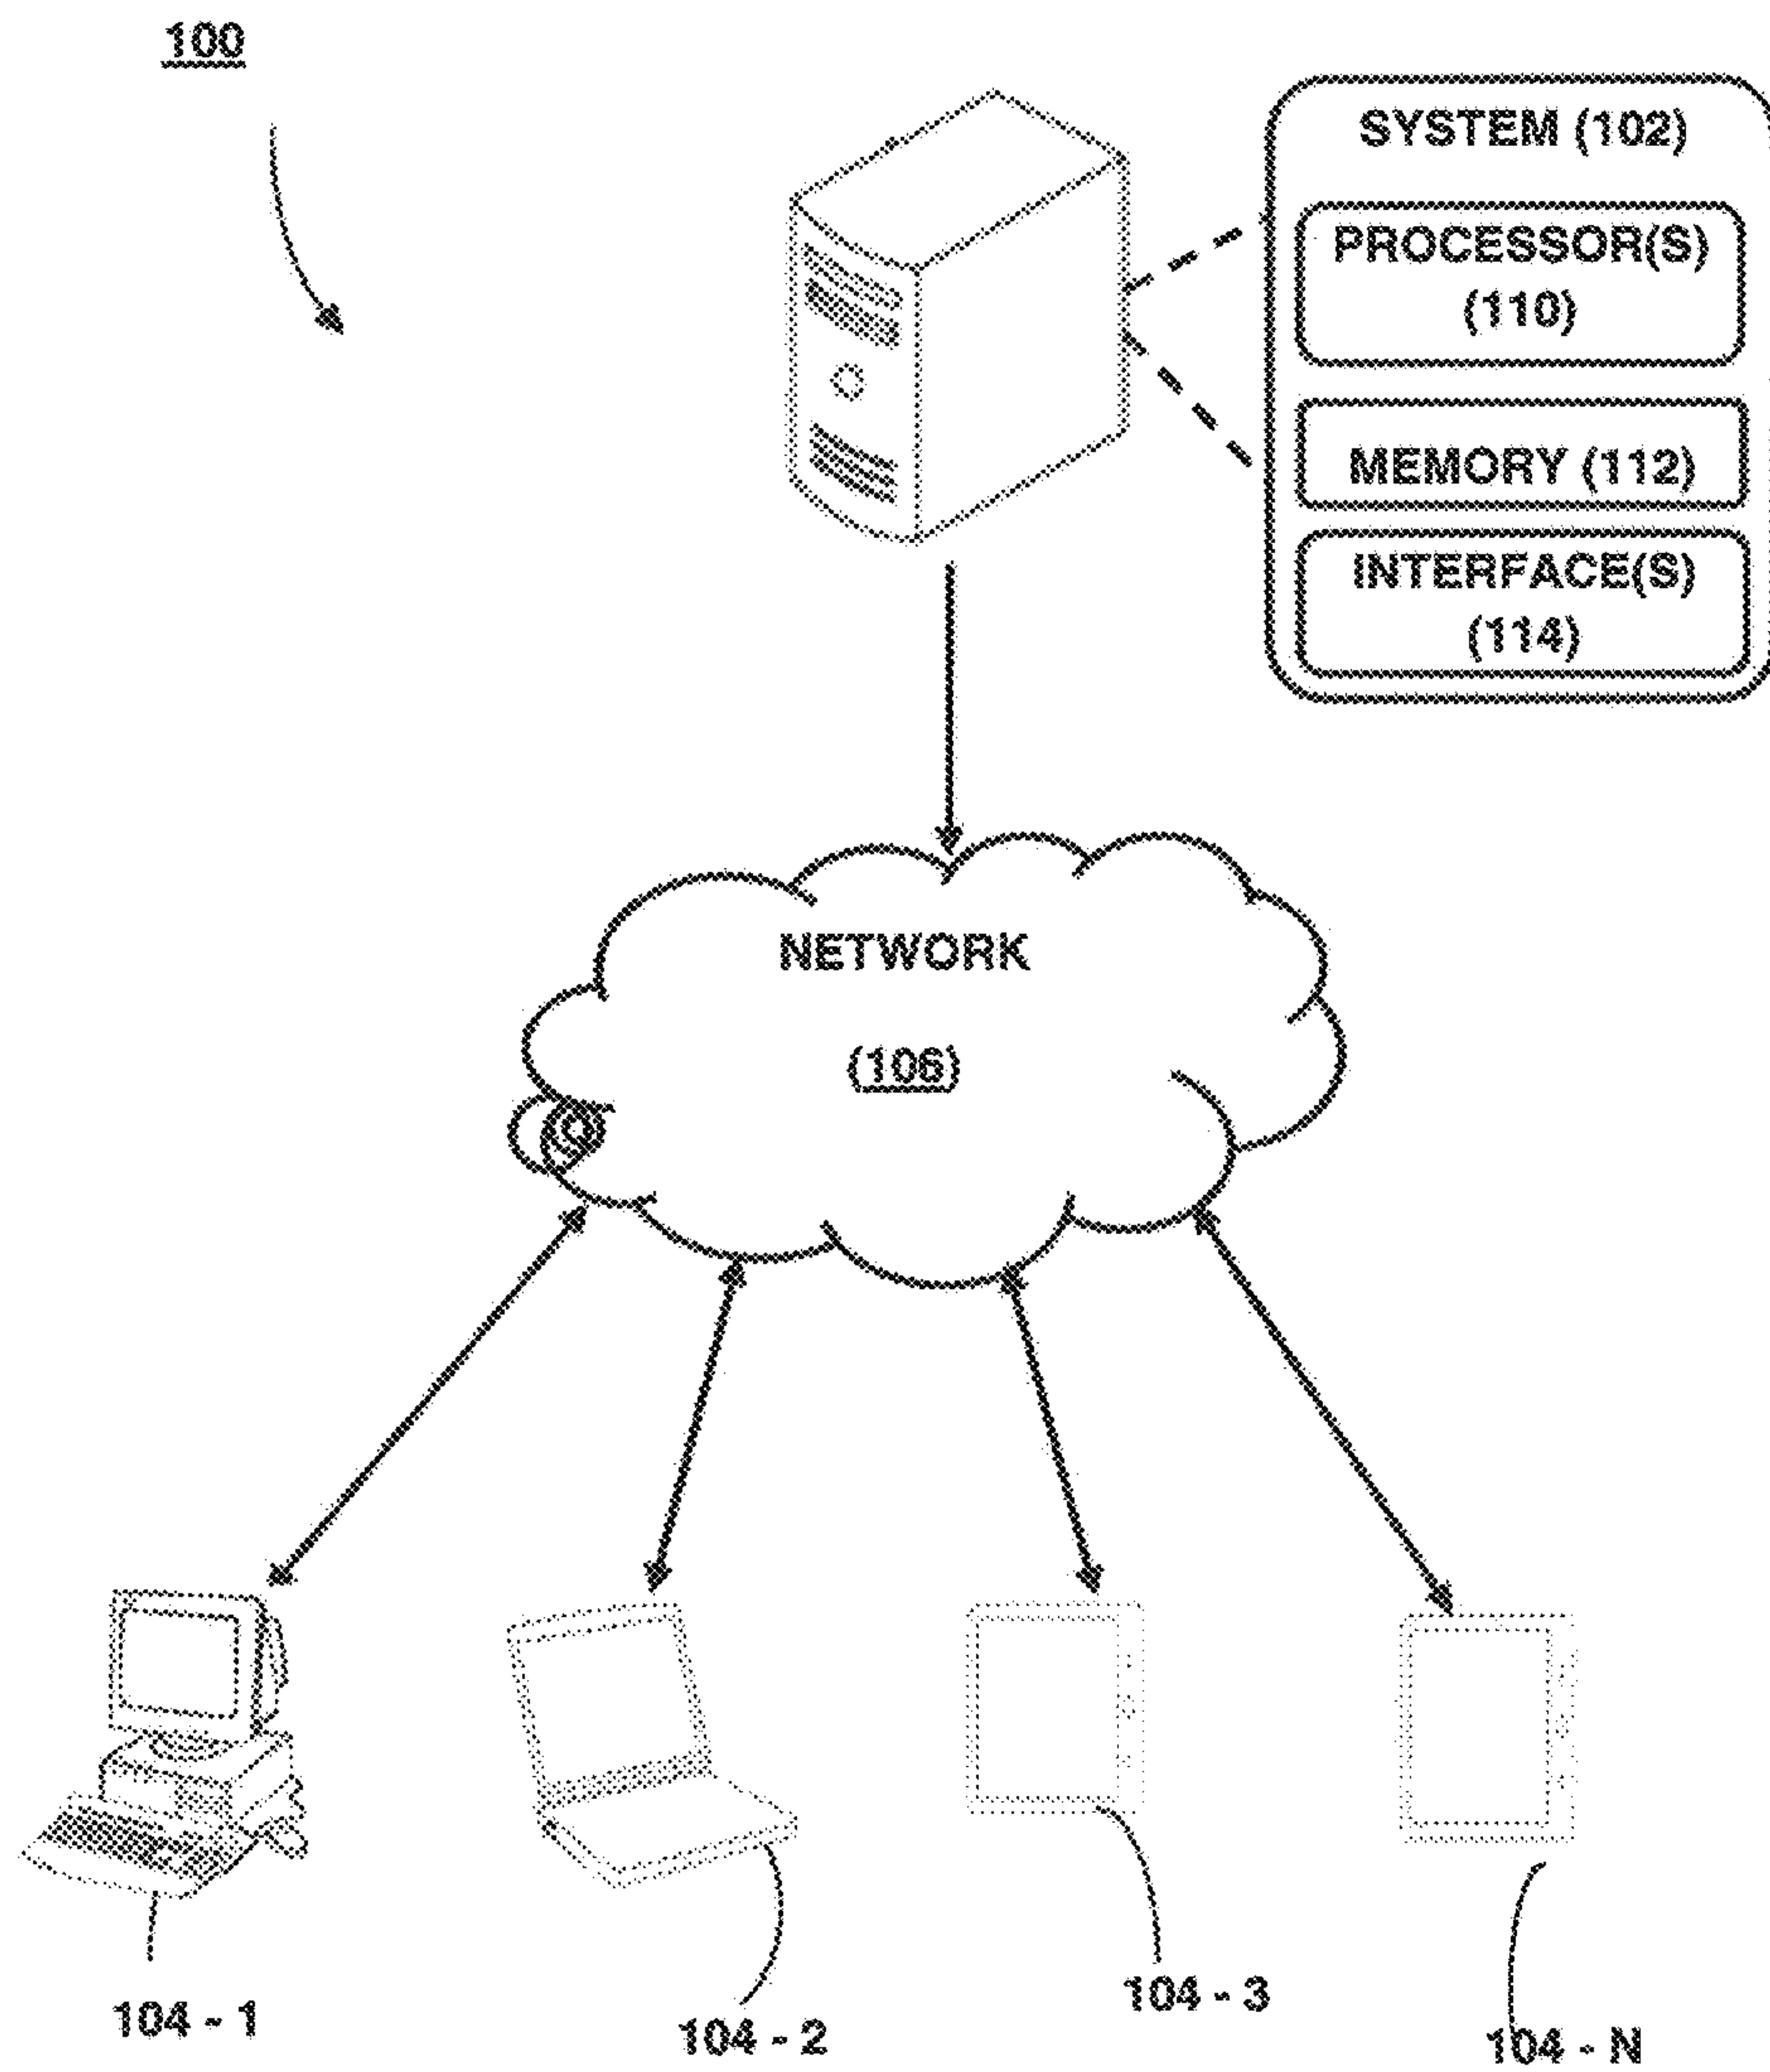 100
SYSTEM (102)
PROCESSOR(S)
(110)
MEMORY (112)
INTERFACE(S)
(114)
NETWORK
(106)
104 - 1
104 - 2
104 - 3
104 - N